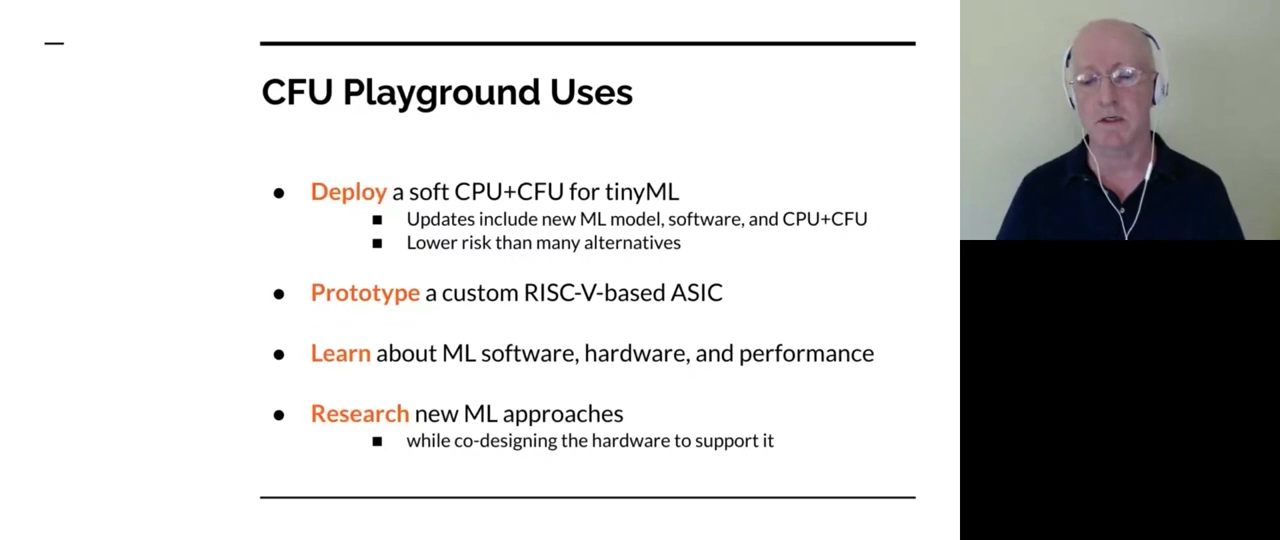 CFU Playground Uses
● Deploy a soft CPU+CFU for tinyML
■ Updates include new ML model, software, and CPU+CFU
■ Lower risk than many alternatives
● Prototype a custom RISC-V-based ASIC
● Learn about ML software, hardware, and performance
● Research new ML approaches
■ while co-designing the hardware to support it